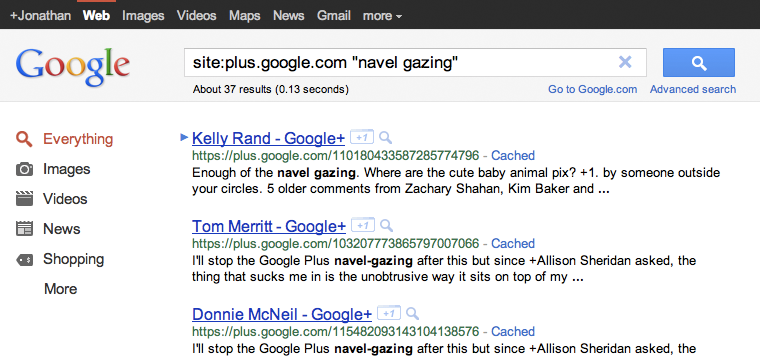 +Jonathan Web Images Videos Maps News Gmail more
Google
site:plus.google.com "navel gazing"
About 37 results (0.13 seconds) Go to Google.com Advanced search
Everything
Images
Videos
News
Shopping
More
Kelly Rand - Google+ +1
https://plus.google.com/110180433587285774796 - Cached
Enough of the navel gazing. Where are the cute baby animal pix? +1. by someone outside
your circles. 5 older comments from Zachary Shahan, Kim Baker and ...
Tom Merritt - Google+ +1
https://plus.google.com/103207773865797007066 - Cached
I'll stop the Google Plus navel-gazing after this but since +Allison Sheridan asked, the
thing that sucks me in is the unobtrusive way it sits on top of my ...
Donnie McNeil - Google+ +1
https://plus.google.com/115482093143104138576 - Cached
I'll stop the Google Plus navel-gazing after this but since +Allison Sheridan asked, the